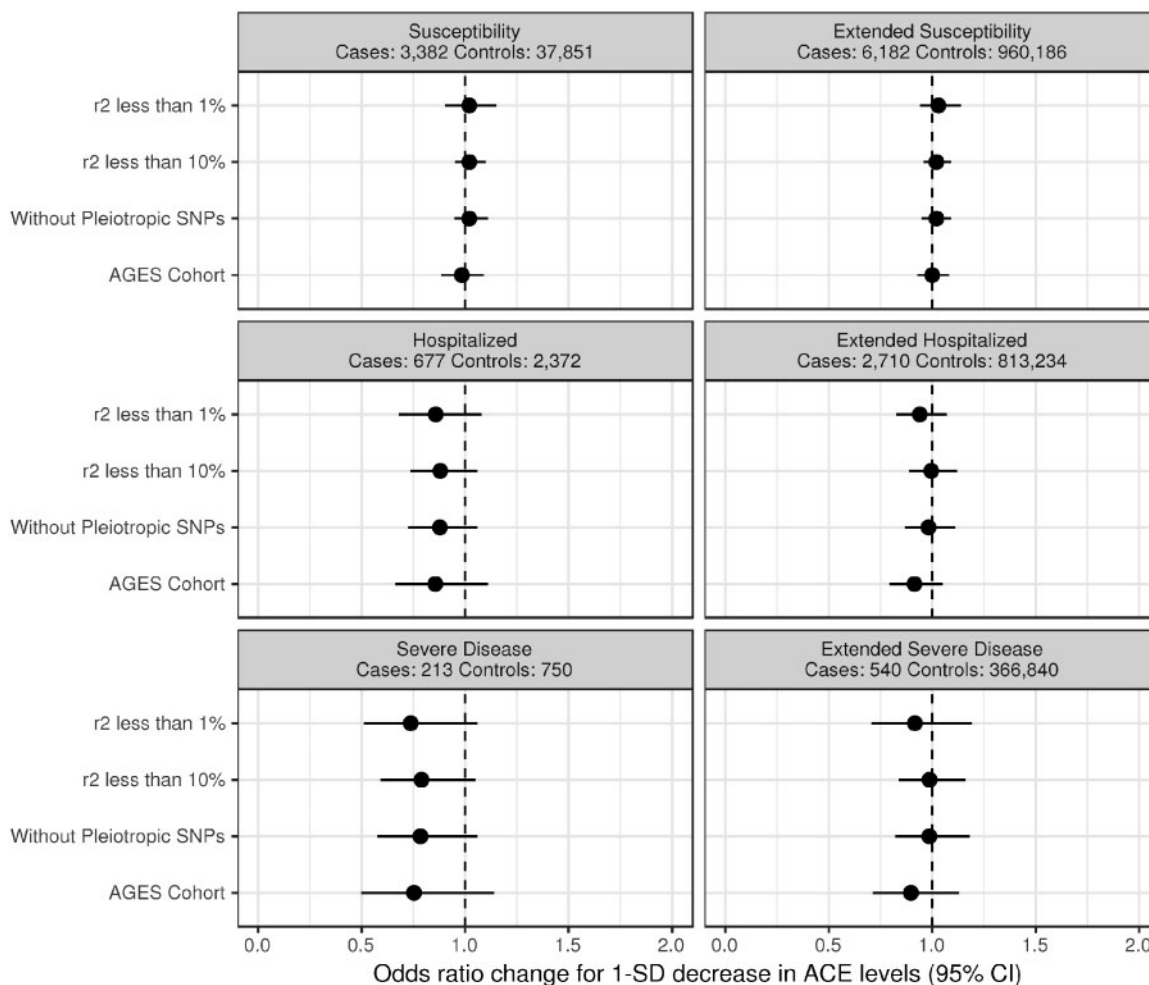 Susceptibility
Cases: 3,382 Controls: 37,851
Extended Susceptibility
Cases: 6,182 Controls: 960,186
r2 less than 1%
r2 less than 10%
Without Pleiotropic SNPs
AGES Cohort
Hospitalized
Cases: 677 Controls: 2,372
Extended Hospitalized
Cases: 2,710 Controls: 813,234
r2 less than 1%
r2 less than 10%
Without Pleiotropic SNPs
AGES Cohort
Severe Disease
Cases: 213 Controls: 750
Extended Severe Disease
Cases: 540 Controls: 366,840
r2 less than 1%
r2 less than 10%
Without Pleiotropic SNPs
AGES Cohort
0.0 0.5 1.0 1.5 2.0 0.0 0.5 1.0 1.5 2.0
Odds ratio change for 1-SD decrease in ACE levels (95% CI)